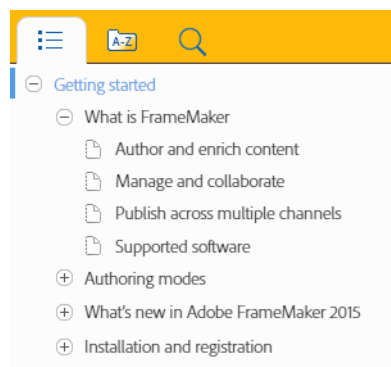 A-Z
Getting started
What is FrameMaker
Author and enrich content
Manage and collaborate
Publish across multiple channels
Supported software
Authoring modes
What's new in Adobe FrameMaker 2015
Installation and registration